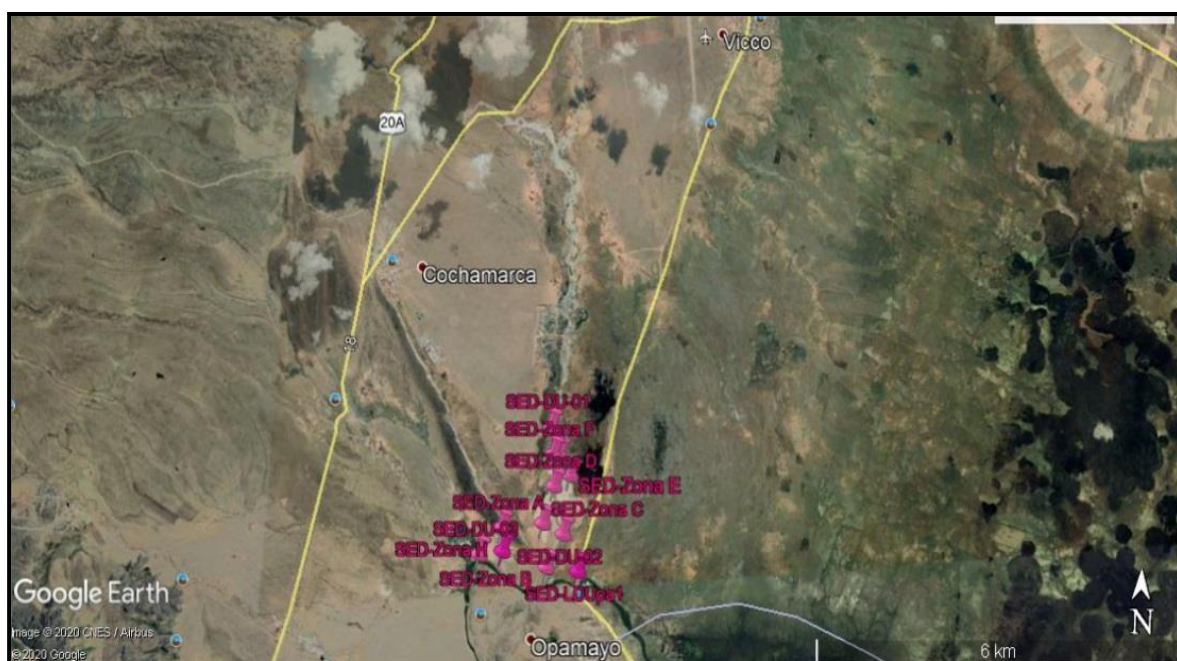 Vicco
20A
Cochamarca
18
SED-DU-01
SED-Zona F
SED-Zona D
SED-Zona E
SED-Zona A
SED-Zona C
SED-DU-03
SED-Zona H
SED-DU-02
SED-Zona B
Google Earth
Image © 2020 CNES / Airbus
© 2020 Google
Opamayo
6 km
N